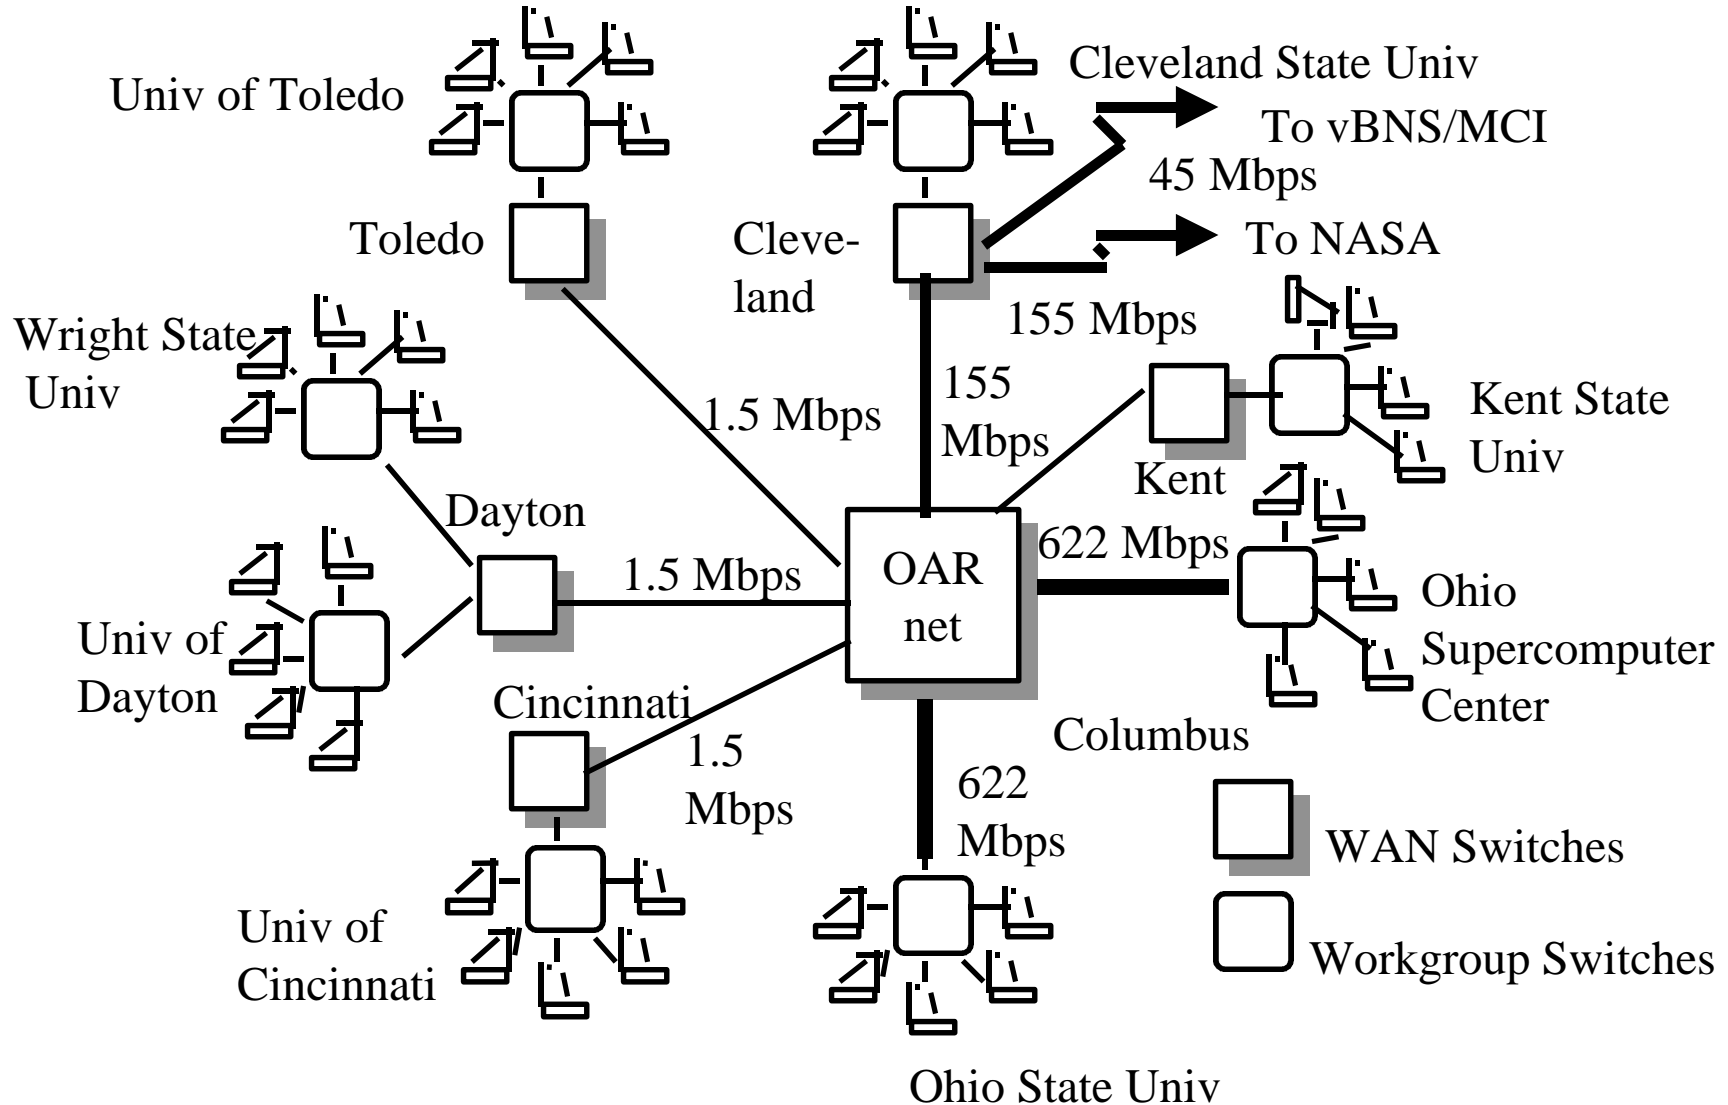 Cleveland State Univ
Univ of Toledo
To vBNS/MCI
45 Mbps
Toledo
Cleve-
land
To NASA
155 Mbps
Wright State
Univ
1.5 Mbps
155
Mbps
Kent State
Univ
Kent
Dayton
622 Mbps
1.5 Mbps
OAR
net
Ohio
Supercomputer
Center
Univ of
Dayton
Cincinnati
1.5
Mbps
Columbus
622
Mbps
WAN Switches
Univ of
Cincinnati
Workgroup Switches
Ohio State Univ